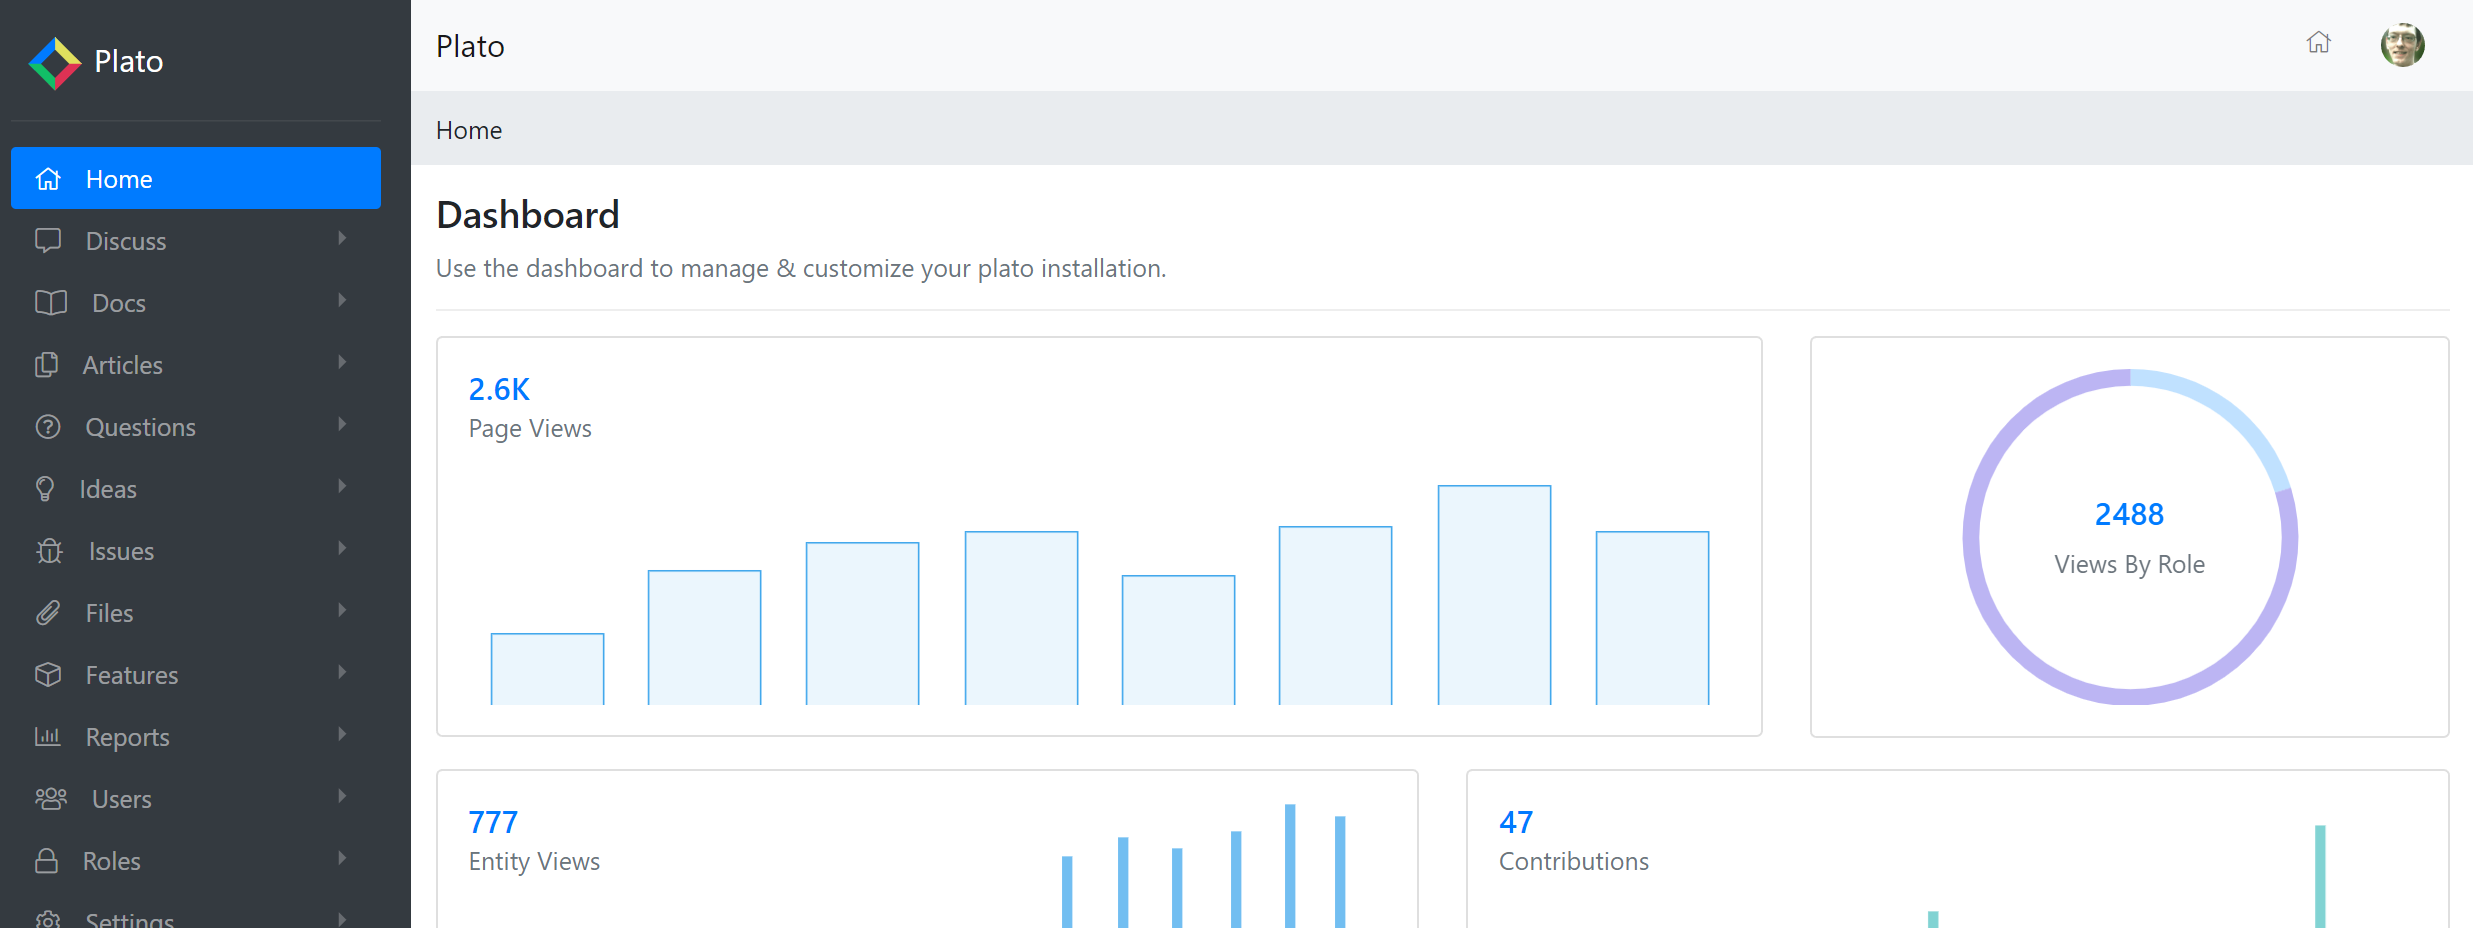 Plato
Home
Discuss
Docs
Articles
Questions
Ideas
Issues
Files
Features
Reports
Users
Roles
Settings
Plato
Home
Dashboard
Use the dashboard to manage & customize your plato installation.
2.6K
Page Views
2488
Views By Role
777
Entity Views
47
Contributions